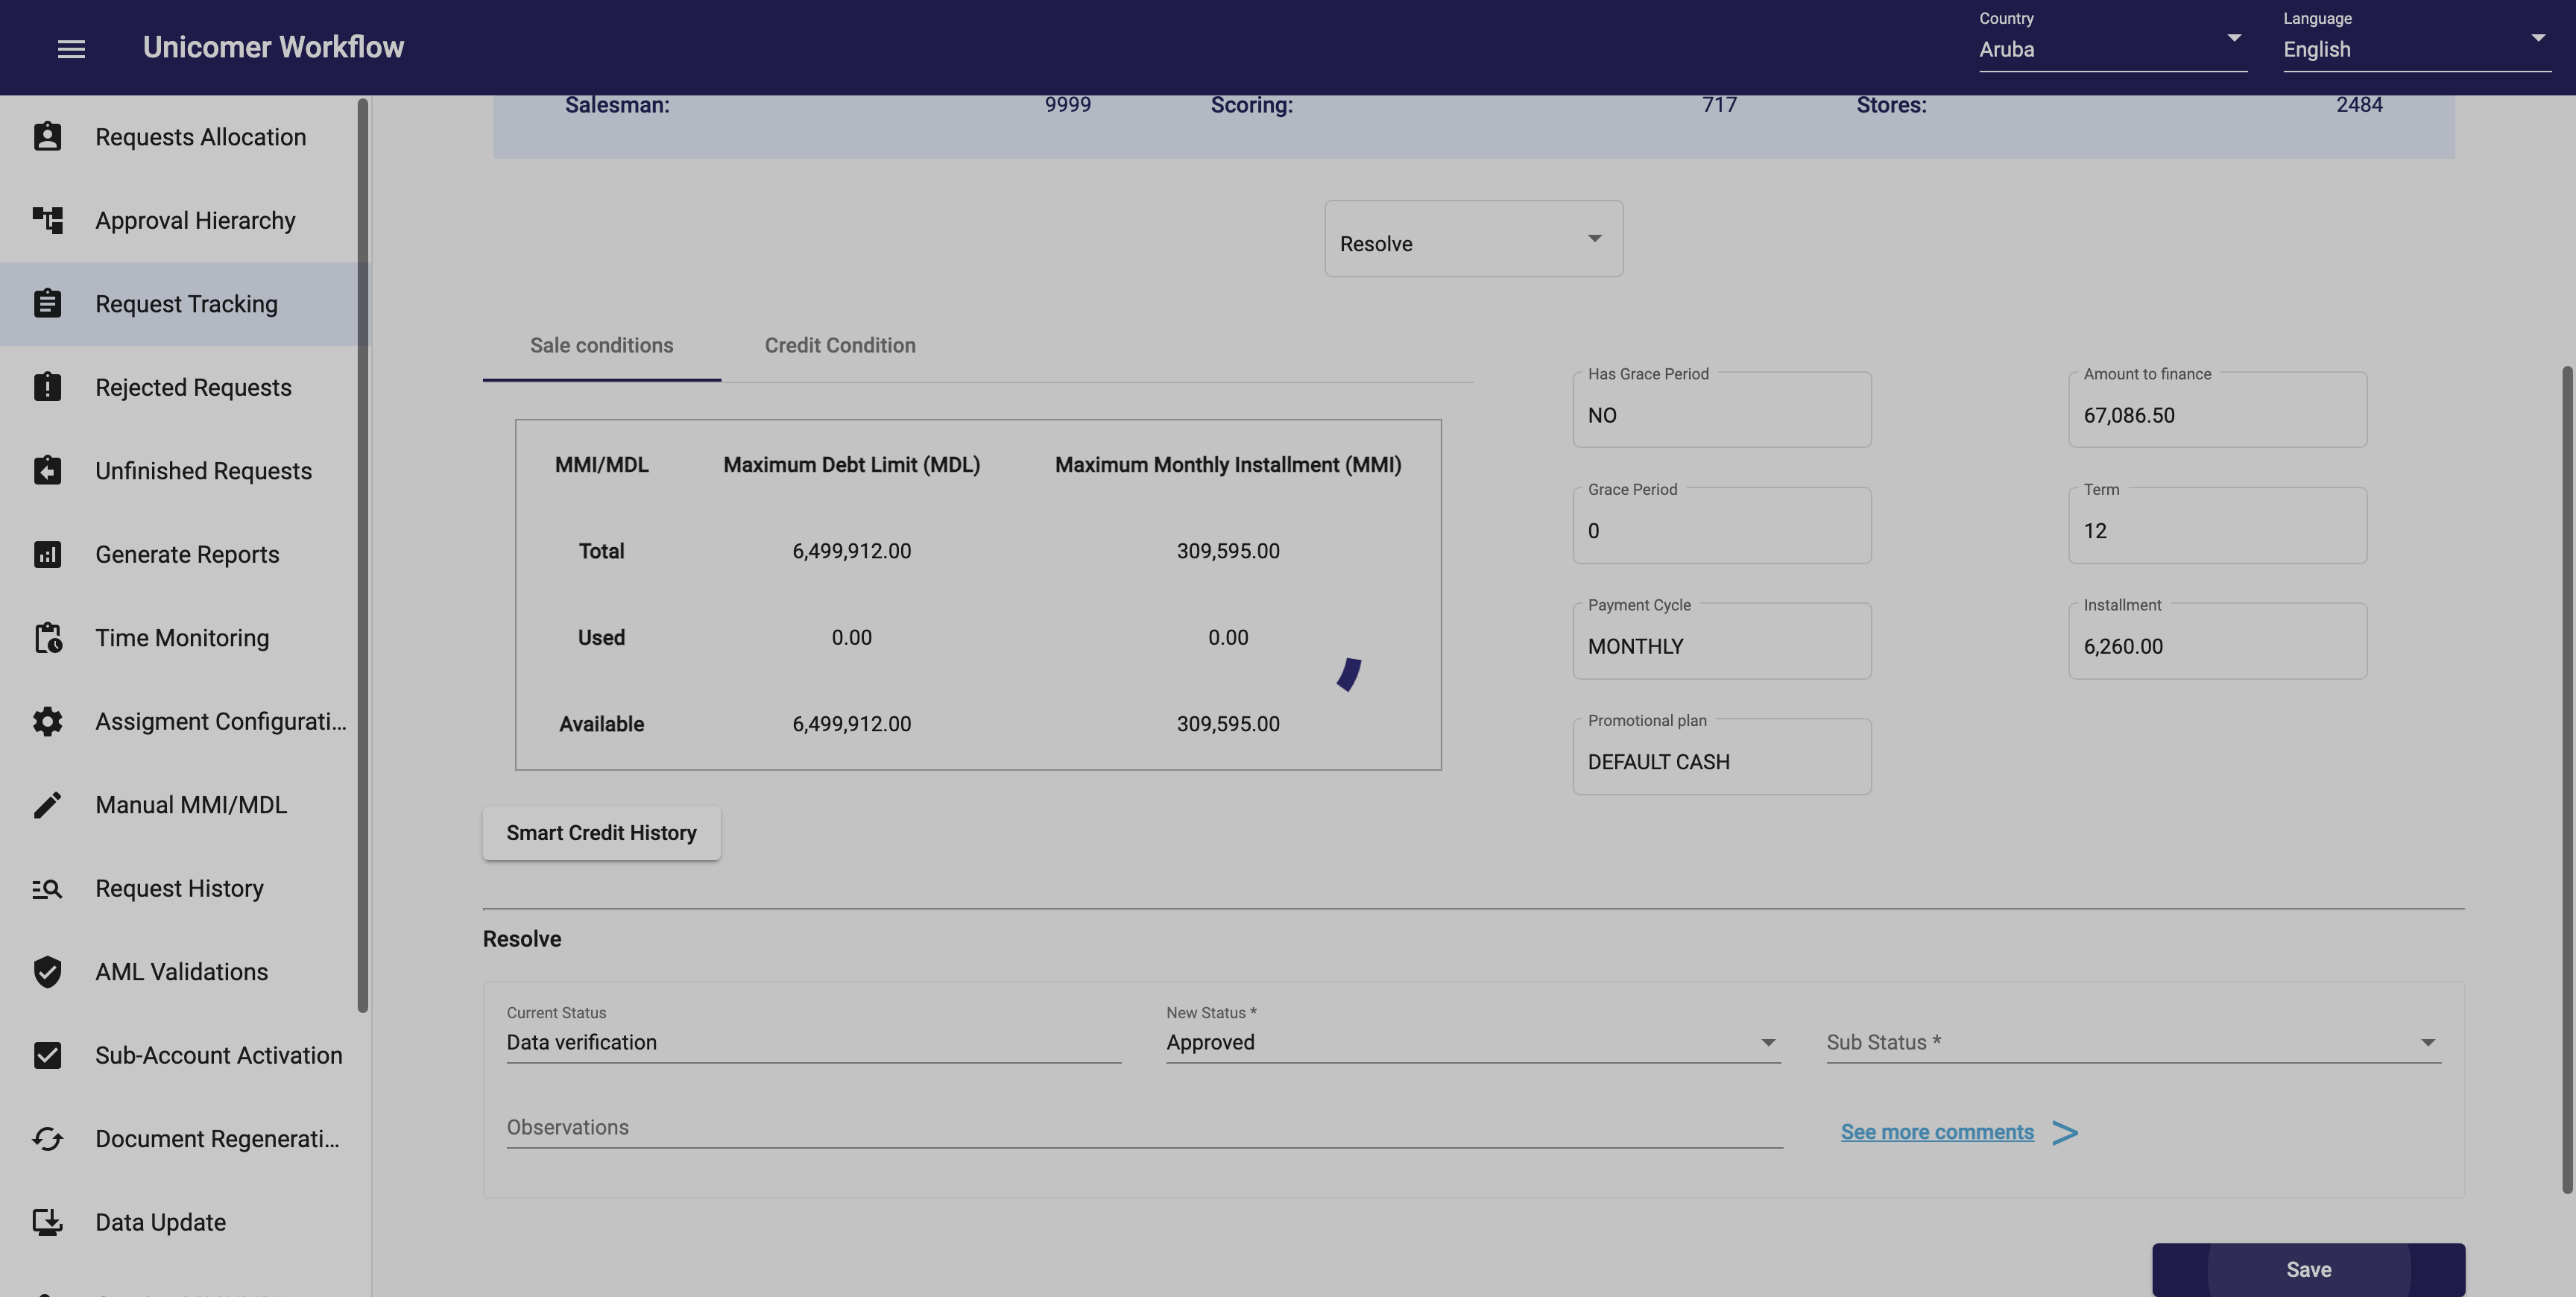 Unicomer Workflow
Country
Aruba
Language
English
Requests Allocation
Approval Hierarchy
Request Tracking
Rejected Requests
Unfinished Requests
Generate Reports
Time Monitoring
Assigment Configurati...
Manual MMI/MDL
Request History
AML Validations
Sub-Account Activation
Document Regenerati...
Data Update
Salesman: 9999 Scoring: 717 Stores: 2484
Resolve
Sale conditions Credit Condition
MMI/MDL Maximum Debt Limit (MDL) Maximum Monthly Installment (MMI)
Total 6,499,912.00 309,595.00
Used 0.00 0.00
Available 6,499,912.00 309,595.00
Has Grace Period
NO
Amount to finance
67,086.50
Grace Period
0
Term
12
Payment Cycle
MONTHLY
Installment
6,260.00
Promotional plan
DEFAULT CASH
Smart Credit History
Resolve
Current Status
Data verification
New Status *
Approved
Sub Status *
Observations
See more comments >
Save